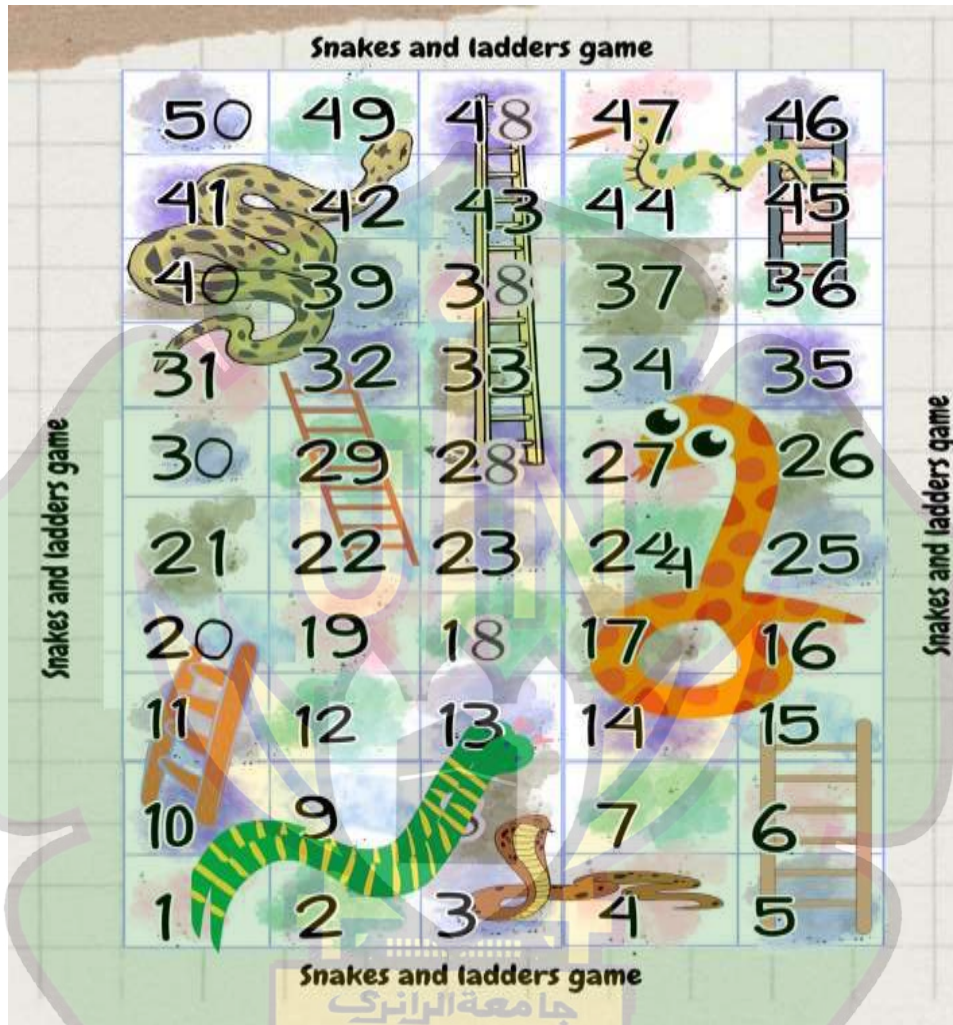 Snakes and ladders game
50 49 48 47 46
41 42 43 44 45
40 39 38 37 36
31 32 33 34 35
30 29 28 27 26
21 22 23 244 25
20 19 18 17 16
11 12 13 14 15
10 9 7 6
1 2 3 4 5
Snakes and ladders game
Snakes and ladders game
Snakes and ladders game
جامعة الرانري